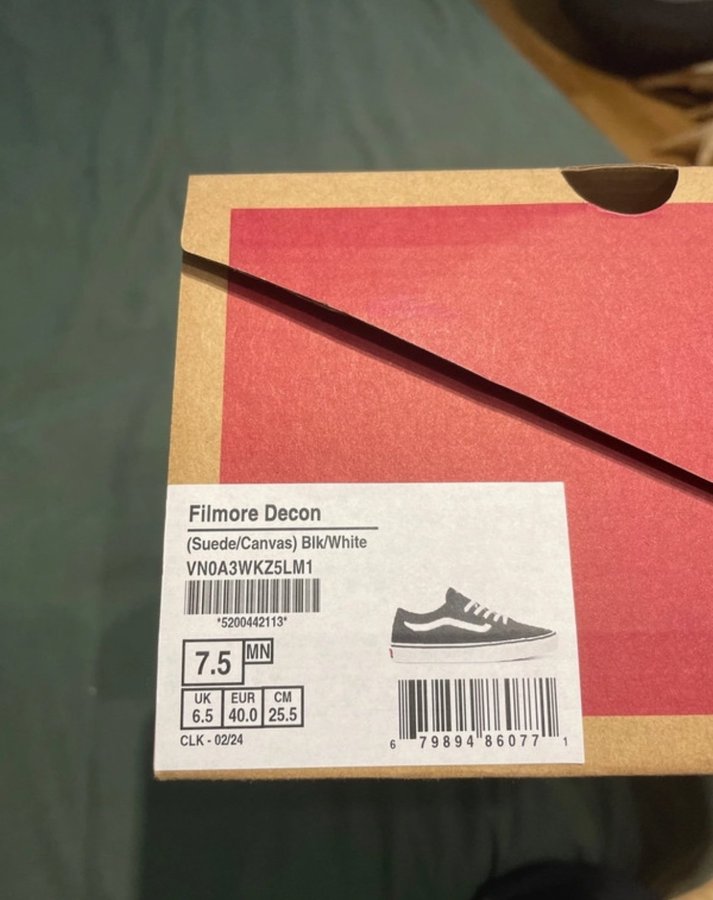 Filmore Decon
(Suede/Canvas) Blk/White
VN0A3WKZ5LM1
*5200442113*
7.5 MN
UK EUR CM
6.5 40.0 25.5
CLK - 02/24
6 79894 86077 1